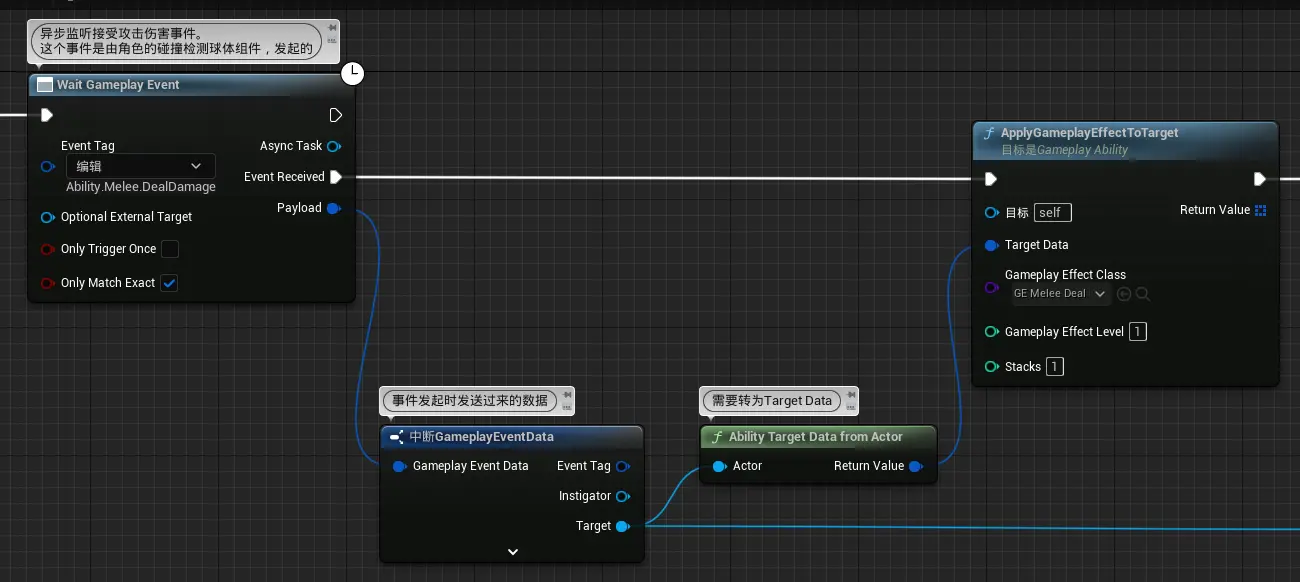 异步监听接受攻击伤害事件。
这个事件是由角色的碰撞检测球体组件，发起的
Wait Gameplay Event
Event Tag
编辑
Ability.Melee.DealDamage
Async Task
Event Received
Payload
Optional External Target
Only Trigger Once
Only Match Exact
ApplyGameplayEffectToTarget
目标是Gameplay Ability
目标 self
Return Value
Target Data
Gameplay Effect Class
GE Melee Deal
Gameplay Effect Level 1
Stacks 1
事件发起时发送过来的数据
中断GameplayEventData
Gameplay Event Data
Event Tag
Instigator
Target
需要转为Target Data
Ability Target Data from Actor
Actor
Return Value